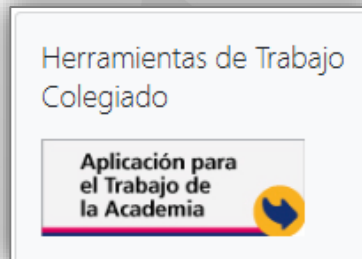 Herramientas de Trabajo
Colegiado
Aplicación para
el Trabajo de
la Academia